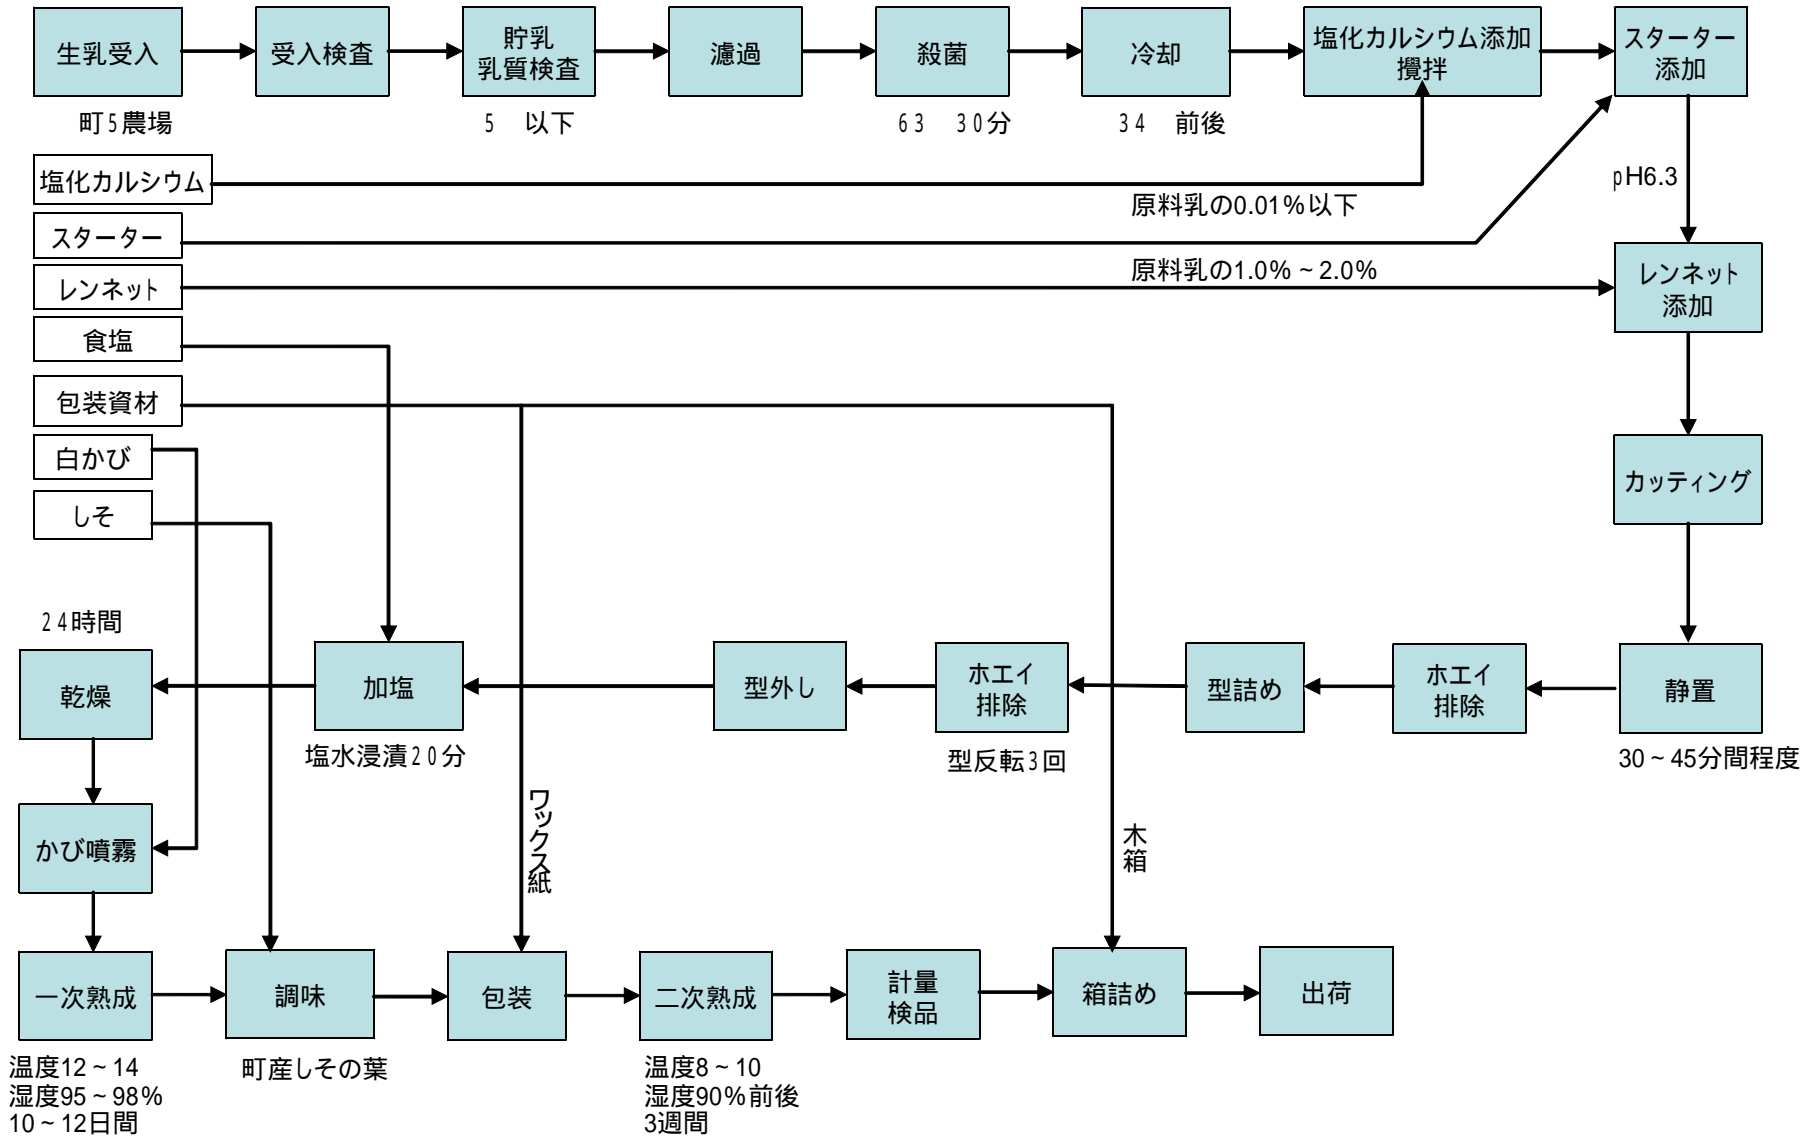 生乳受入
受入検査
貯乳
乳質検査
濾過
殺菌
冷却
塩化カルシウム添加
攪拌
スターター
添加
町5農場
5　以下
63　30分
34　前後
塩化カルシウム
原料乳の0.01%以下
pH6.3
スターター
原料乳の1.0%~2.0%
レンネット
レンネット
添加
食塩
包装資材
白かび
しそ
カッティング
24時間
乾燥
加塩
型外し
ホエイ
排除
型詰め
ホエイ
排除
静置
塩水浸漬20分
型反転3回
30~45分間程度
かび噴霧
ワックス紙
木箱
一次熟成
調味
包装
二次熟成
計量
検品
箱詰め
出荷
温度12~14
湿度95~98%
10~12日間
町産しその葉
温度8~10
湿度90%前後
3週間